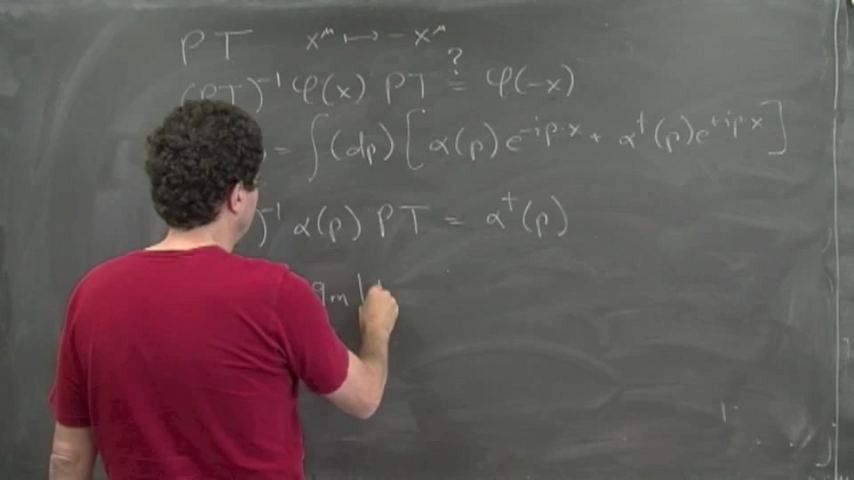 PT x^μ ↦ -x^μ
(PT)^{-1} φ(x) PT ≟ φ(-x)
= ∫(dp)[α(p)e^{-ip·x} + α†(p)e^{+ip·x}]
)^{-1} α(p) PT = α†(p)